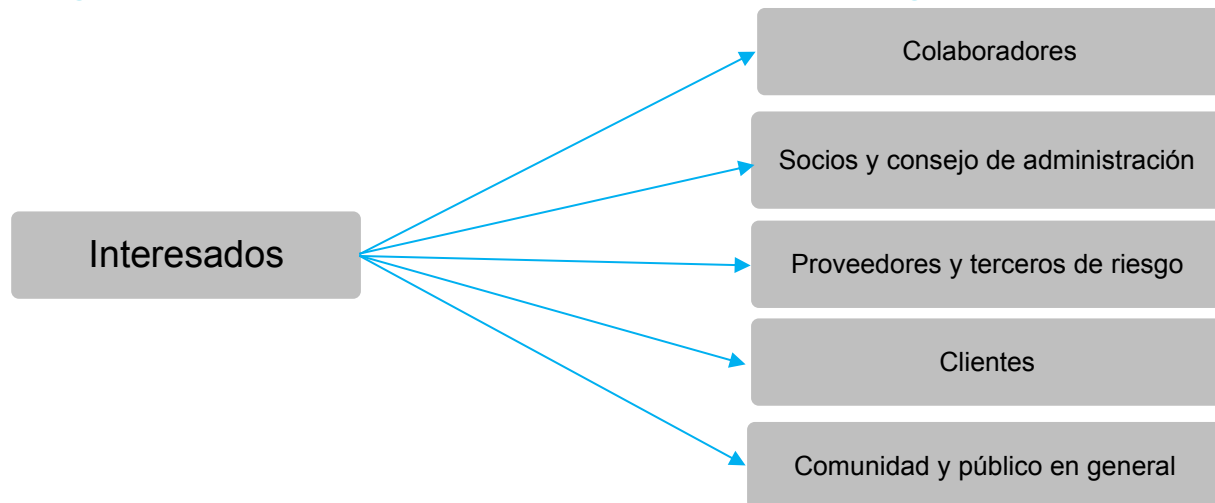 Colaboradores
Socios y consejo de administración
Interesados
Proveedores y terceros de riesgo
Clientes
Comunidad y público en general